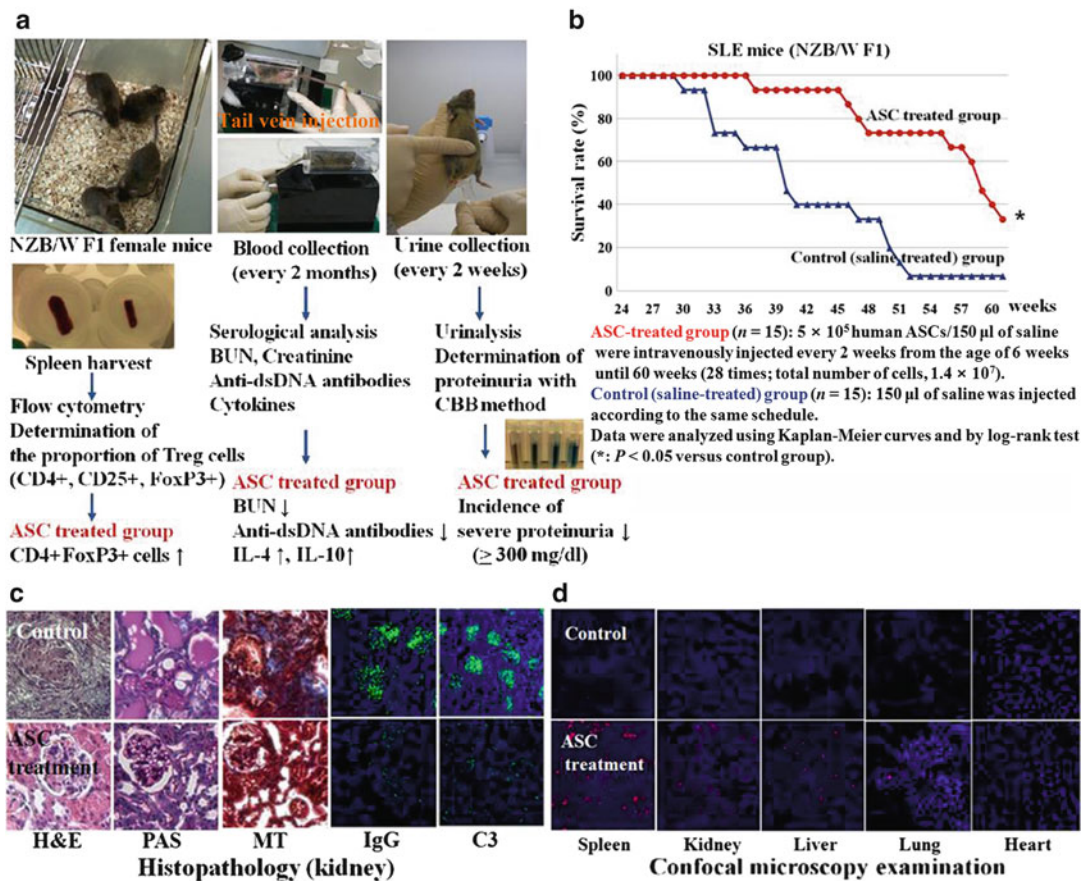 a
Tail vein injection
NZB/W F1 female mice
Blood collection
(every 2 months)
Urine collection
(every 2 weeks)
Spleen harvest
Flow cytometry
Determination of
the proportion of Treg cells
(CD4+, CD25+, FoxP3+)
ASC treated group
CD4+FoxP3+ cells ↑
Serological analysis
BUN, Creatinine
Anti-dsDNA antibodies
Cytokines
ASC treated group
BUN ↓
Anti-dsDNA antibodies ↓
IL-4 ↑, IL-10↑
Urinalysis
Determination of
proteinuria with
CBB method
ASC treated group
Incidence of
severe proteinuria ↓
(≥ 300 mg/dl)
b
SLE mice (NZB/W F1)
Survival rate (%)
100
80
60
40
20
0
ASC treated group
*
Control (saline treated) group
24 27 30 33 36 39 42 45 48 51 54 57 60 weeks
ASC-treated group (n = 15): 5 × 10⁵ human ASCs/150 µl of saline
were intravenously injected every 2 weeks from the age of 6 weeks
until 60 weeks (28 times; total number of cells, 1.4 × 10⁷).
Control (saline-treated) group (n = 15): 150 µl of saline was injected
according to the same schedule.
Data were analyzed using Kaplan-Meier curves and by log-rank test
(*: P < 0.05 versus control group).
c
Control
ASC
treatment
H&E PAS MT IgG C3
Histopathology (kidney)
d
Control
ASC
treatment
Spleen Kidney Liver Lung Heart
Confocal microscopy examination